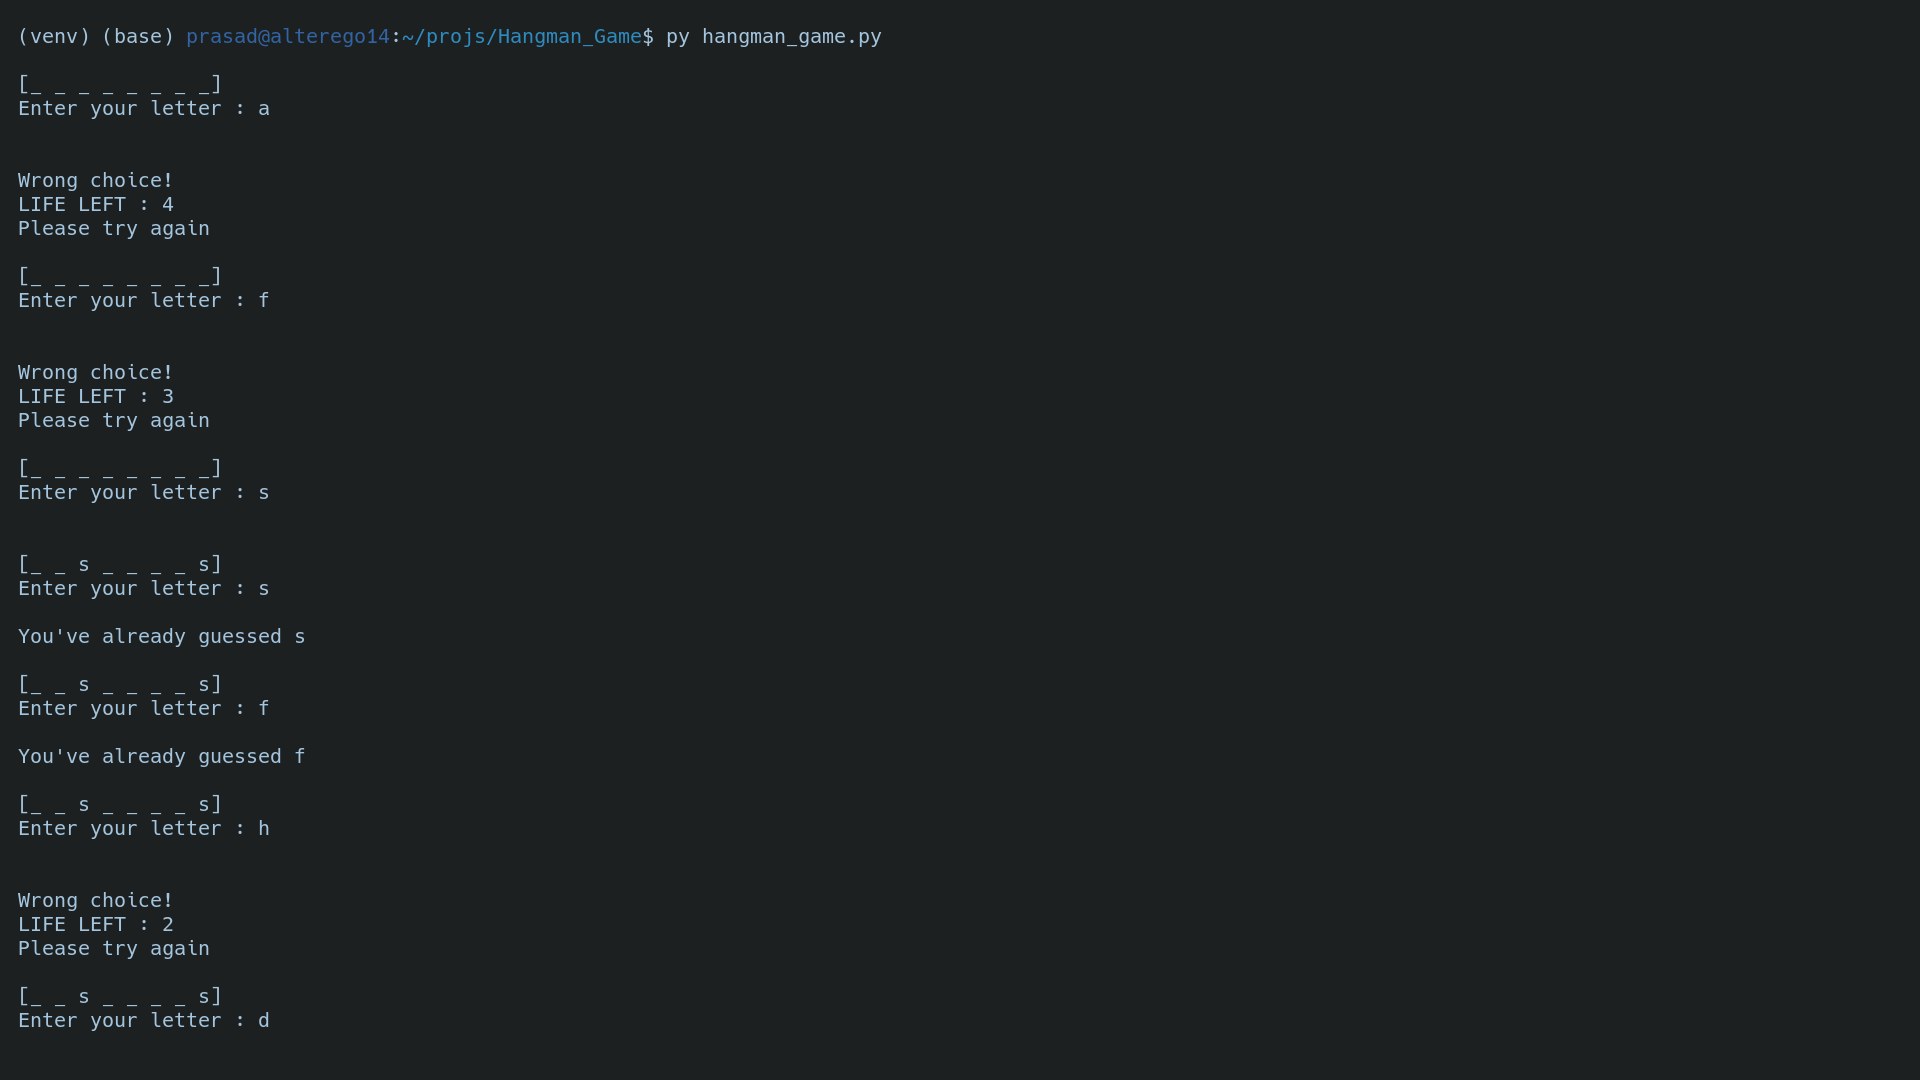 (venv) (base) prasad@alterego14:~/projs/Hangman_Game$ py hangman_game.py
[_ _ _ _ _ _ _ _]
Enter your letter : a
Wrong choice!
LIFE LEFT : 4
Please try again
[_ _ _ _ _ _ _ _]
Enter your letter : f
Wrong choice!
LIFE LEFT : 3
Please try again
[_ _ _ _ _ _ _ _]
Enter your letter : s
[_ _ s _ _ _ _ s]
Enter your letter : s
You've already guessed s
[_ _ s _ _ _ _ s]
Enter your letter : f
You've already guessed f
[_ _ s _ _ _ _ s]
Enter your letter : h
Wrong choice!
LIFE LEFT : 2
Please try again
[_ _ s _ _ _ _ s]
Enter your letter : d